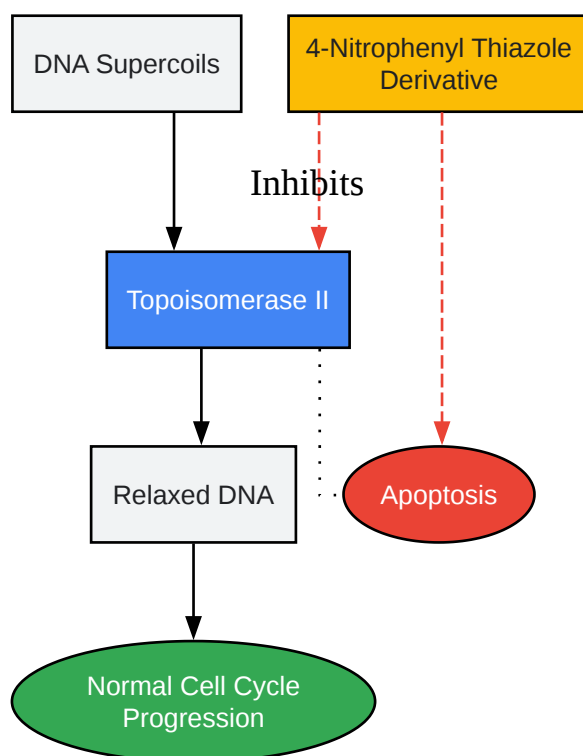 DNA Supercoils
4-Nitrophenyl Thiazole
Derivative
Inhibits
Topoisomerase II
Relaxed DNA
Apoptosis
Normal Cell Cycle
Progression